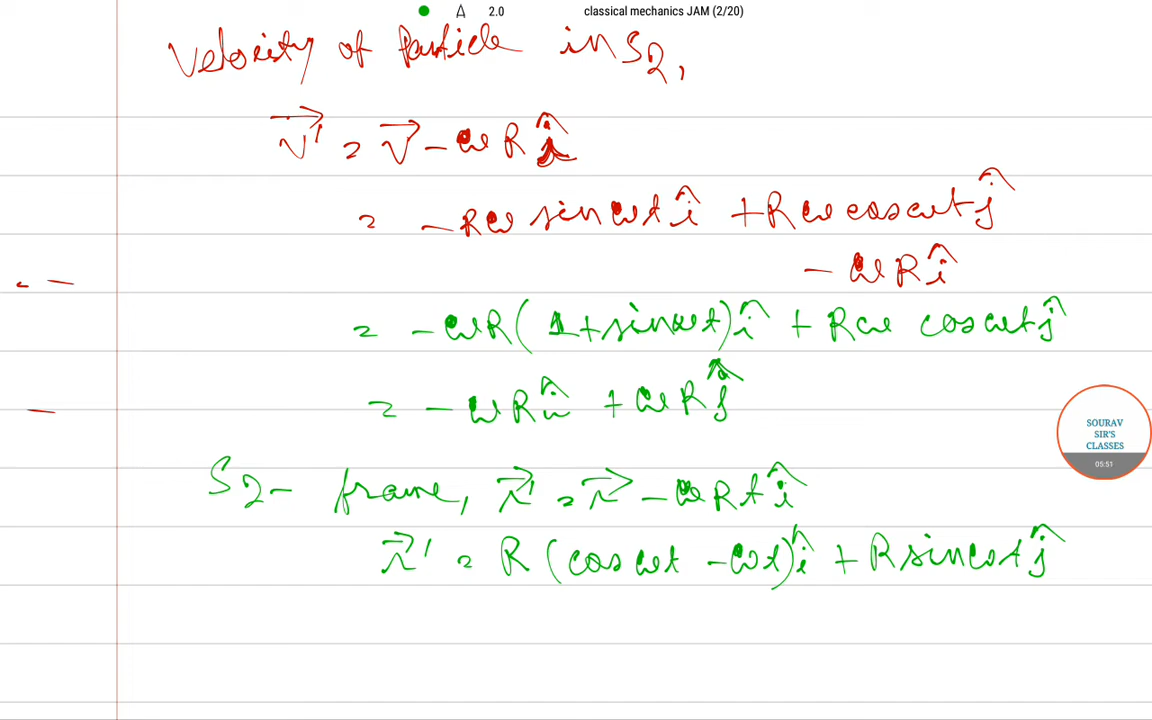 A 2.0 classical mechanics JAM (2/20)
Velocity of Particle in S2,
v⃗' = v⃗ - ωR î
= -Rω sinωt î + Rω cosωt ĵ
- ωR î
= -ωR(1+sinωt) î + Rω cosωt ĵ
= -ωR î + ωR ĵ
SOURAV
SIR'S
CLASSES
05:51
S2- frame, r⃗' = r⃗ - ωRt î
r⃗' = R(cosωt - ωt) î + R sinωt ĵ